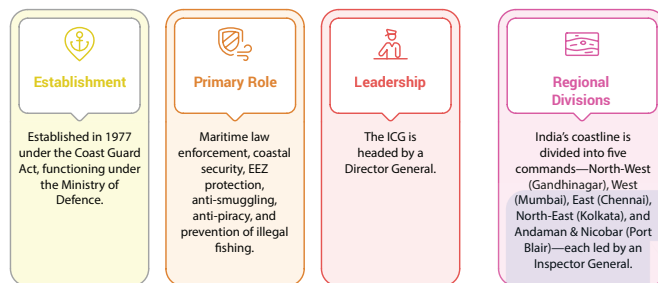 Establishment
Established in 1977
under the Coast Guard
Act, functioning under
the Ministry of
Defence.
Primary Role
Maritime law
enforcement, coastal
security, EEZ
protection,
anti-smuggling,
anti-piracy, and
prevention of illegal
fishing.
Leadership
The ICG is
headed by a
Director General.
Regional
Divisions
India’s coastline is
divided into five
commands—North-West
(Gandhinagar), West
(Mumbai), East (Chennai),
North-East (Kolkata), and
Andaman & Nicobar (Port
Blair)—each led by an
Inspector General.